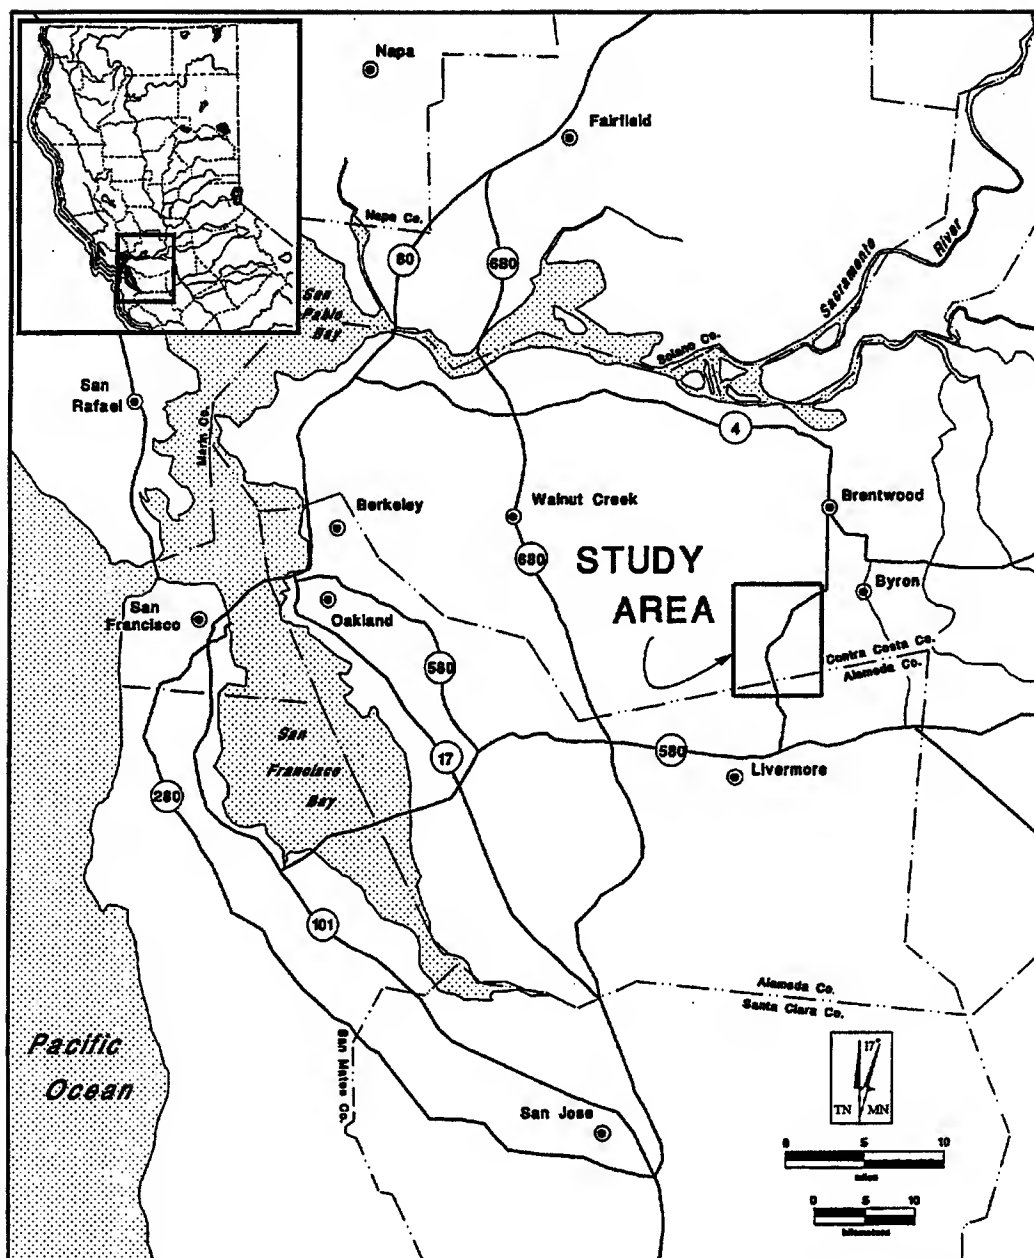 Napa
Fairfield
Napa Co.
80
680
Sacramento
River
San
Pablo
Bay
Solano Co.
San
Rafael
Marin Co.
4
Berkeley
Walnut Creek
Brentwood
680
STUDY
AREA
Byron
San
Francisco
Oakland
580
Contra Costa Co.
Alameda Co.
San
Francisco
Bay
17
580
Livermore
280
101
Alameda Co.
Santa Clara Co.
Pacific
Ocean
San Mateo Co.
17°
TN MN
San Jose
0 5 10
miles
0 5 10
kilometers